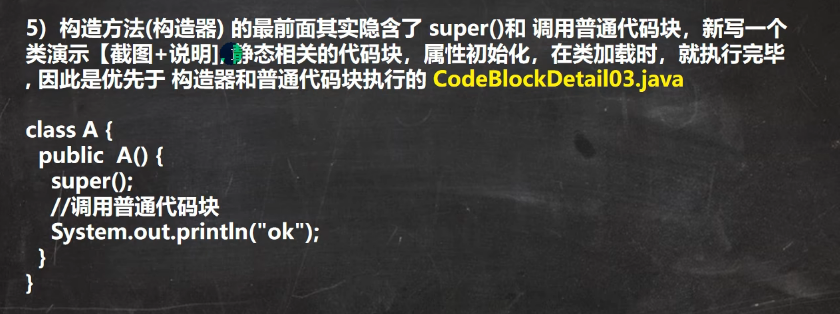 5）构造方法(构造器) 的最前面其实隐含了 super()和 调用普通代码块，新写一个
类演示【截图+说明],静态相关的代码块，属性初始化，在类加载时，就执行完毕
, 因此是优先于 构造器和普通代码块执行的 CodeBlockDetail03.java
class A {
public A() {
super();
//调用普通代码块
System.out.println("ok");
}
}